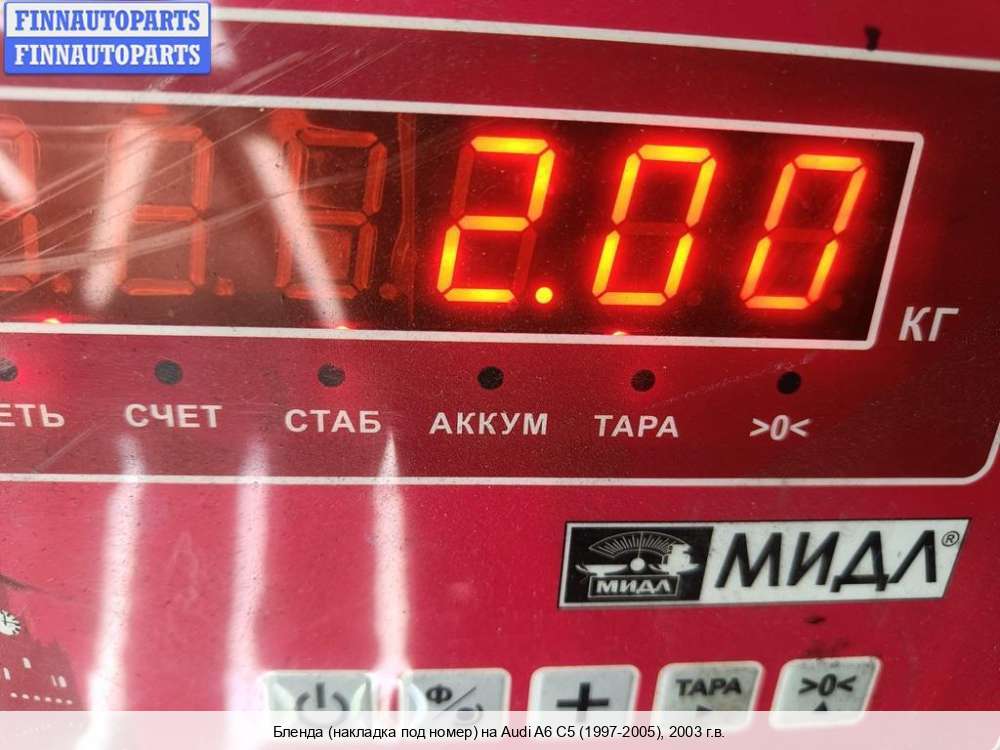 FINNAUTOPARTS
FINNAUTOPARTS
2.00
КГ
ЕТЬ СЧЕТ СТАБ АККУМ ТАРА >0<
МИДЛ МИДЛ®
Ф/○ + ТАРА >0<
Бленда (накладка под номер) на Audi A6 C5 (1997-2005), 2003 г.в.